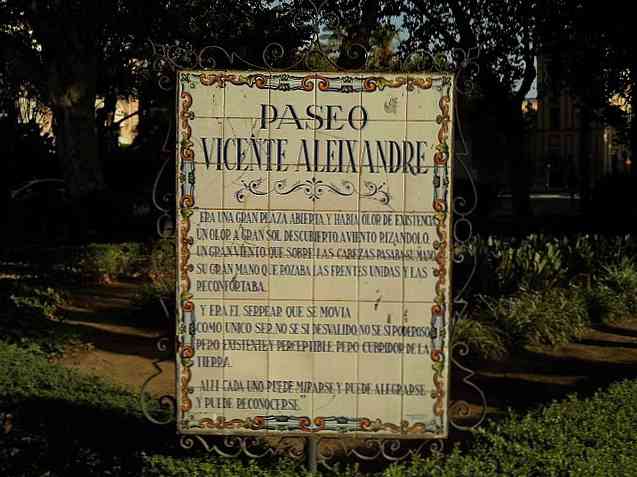 PASEO
VICENTE ALEIXANDRE
ERA UNA GRAN PLAZA ABIERTA Y HABIA OLOR DE EXISTENCIA
UN OLOR A GRAN SOL DESCUBIERTO, A VIENTO RIZANDOLO.
UN GRAN VIENTO QUE SOBRE LAS CABEZAS PASABA SU MANO
SU GRAN MANO QUE ROZABA LAS FRENTES UNIDAS Y LAS
RECONFORTABA.
Y ERA EL SERPEAR QUE SE MOVIA
COMO UNICO SER, NO SE SI DESVALIDO, NO SE SI PODEROSO
PERO EXISTENTE Y PERCEPTIBLE, PERO CUBRIDOR DE LA
TIERRA.
ALLI CADA UNO PUEDE MIRARSE Y PUEDE ALEGRARSE
Y PUEDE RECONOCERSE